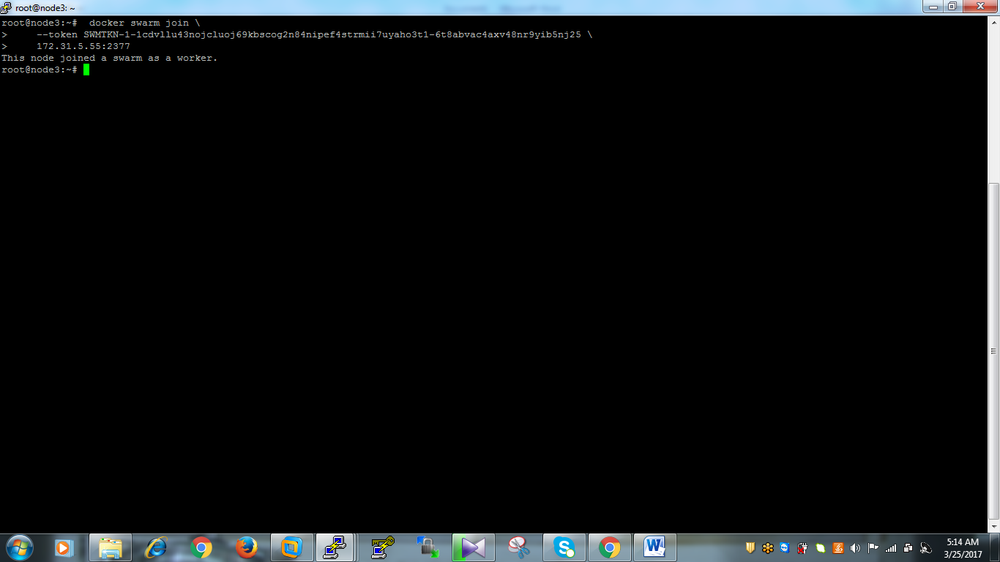 root@node3: ~
root@node3:~#  docker swarm join \
>     --token SWMTKN-1-1cdvllu43nojcluoj69kbscog2n84nipef4strmii7uyaho3t1-6t8abvac4axv48nr9yib5nj25 \
>     172.31.5.55:2377
This node joined a swarm as a worker.
root@node3:~#
5:14 AM
3/25/2017